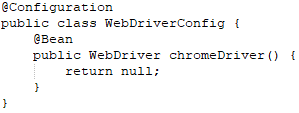 @Configuration
public class WebDriverConfig {
    @Bean
    public WebDriver chromeDriver() {
        return null;
    }
}